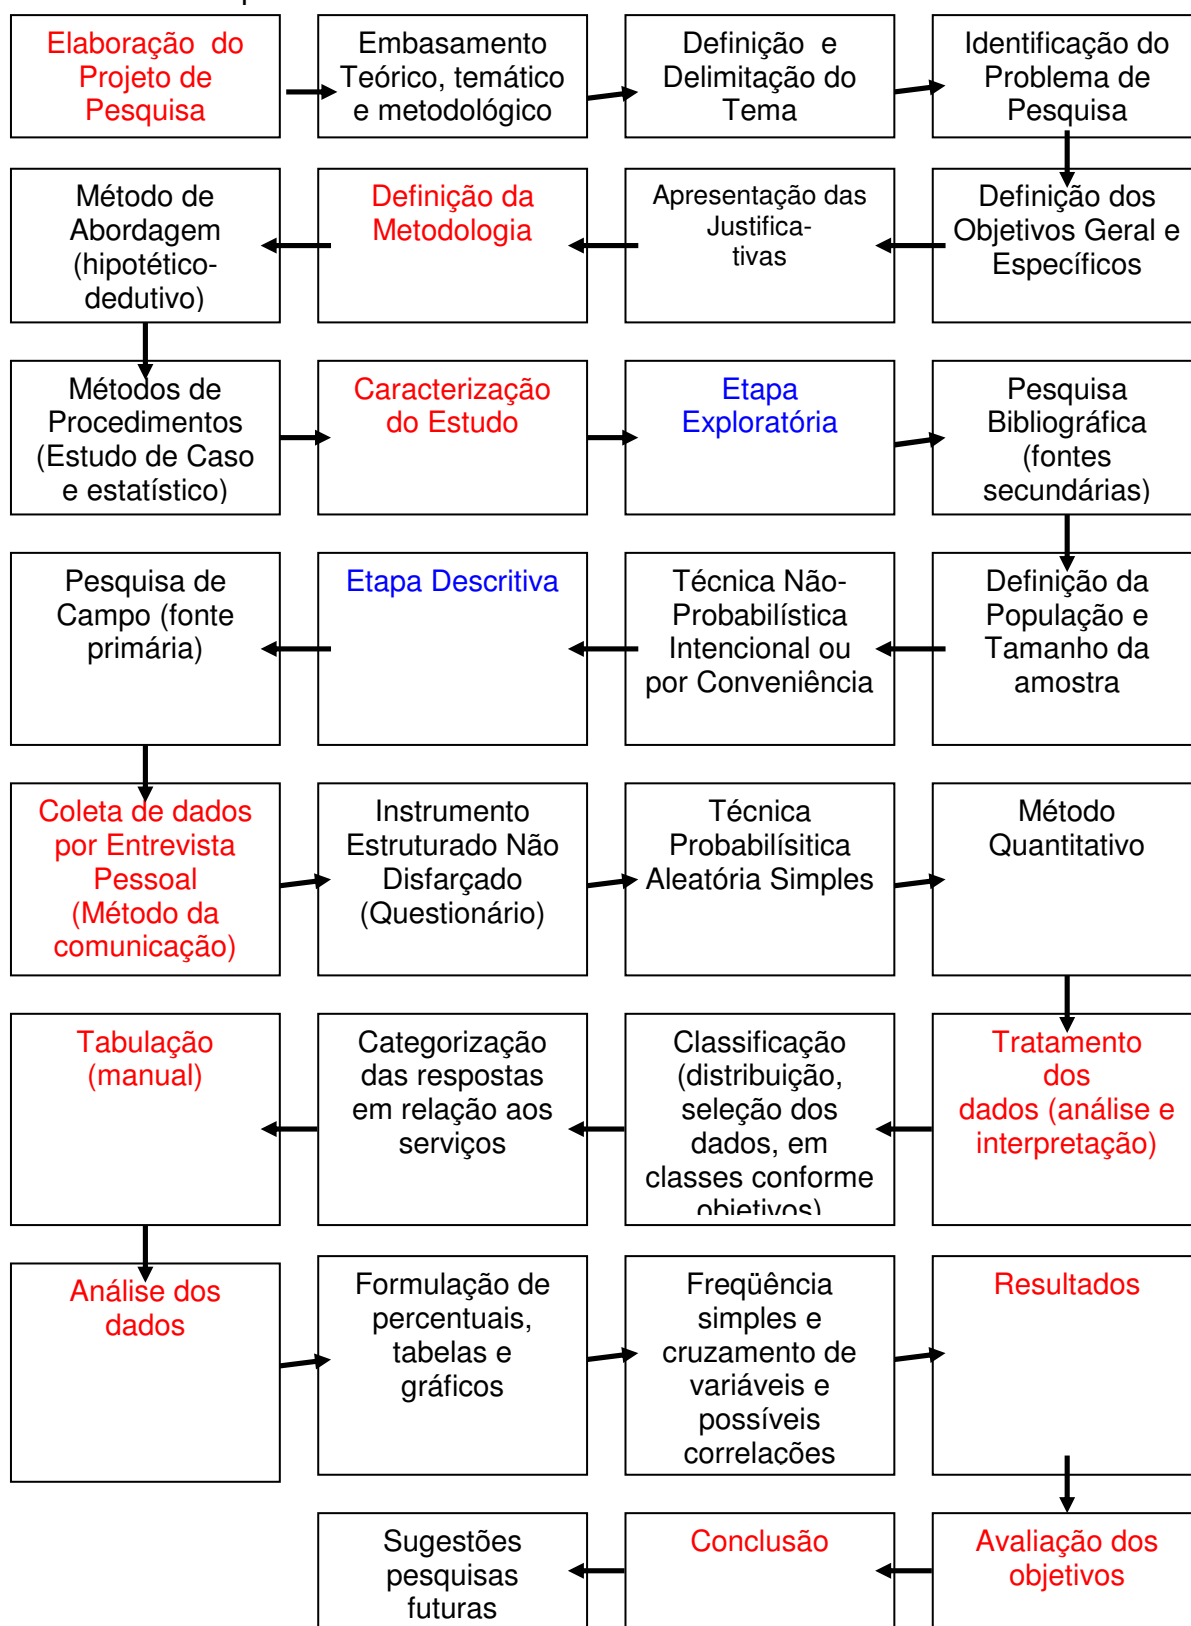 Elaboração do
Projeto de
Pesquisa
Embasamento
Teórico, temático
e metodológico
Definição e
Delimitação do
Tema
Identificação do
Problema de
Pesquisa
Método de
Abordagem
(hipotético-
dedutivo)
Definição da
Metodologia
Apresentação das
Justifica-
tivas
Definição dos
Objetivos Geral e
Específicos
Métodos de
Procedimentos
(Estudo de Caso
e estatístico)
Caracterização
do Estudo
Etapa
Exploratória
Pesquisa
Bibliográfica
(fontes
secundárias)
Pesquisa de
Campo (fonte
primária)
Etapa Descritiva
Técnica Não-
Probabilística
Intencional ou
por Conveniência
Definição da
População e
Tamanho da
amostra
Coleta de dados
por Entrevista
Pessoal
(Método da
comunicação)
Instrumento
Estruturado Não
Disfarçado
(Questionário)
Técnica
Probabilísitica
Aleatória Simples
Método
Quantitativo
Tabulação
(manual)
Categorização
das respostas
em relação aos
serviços
Classificação
(distribuição,
seleção dos
dados, em
classes conforme
objetivos)
Tratamento
dos
dados (análise e
interpretação)
Análise dos
dados
Formulação de
percentuais,
tabelas e
gráficos
Freqüência
simples e
cruzamento de
variáveis e
possíveis
correlações
Resultados
Sugestões
pesquisas
futuras
Conclusão
Avaliação dos
objetivos